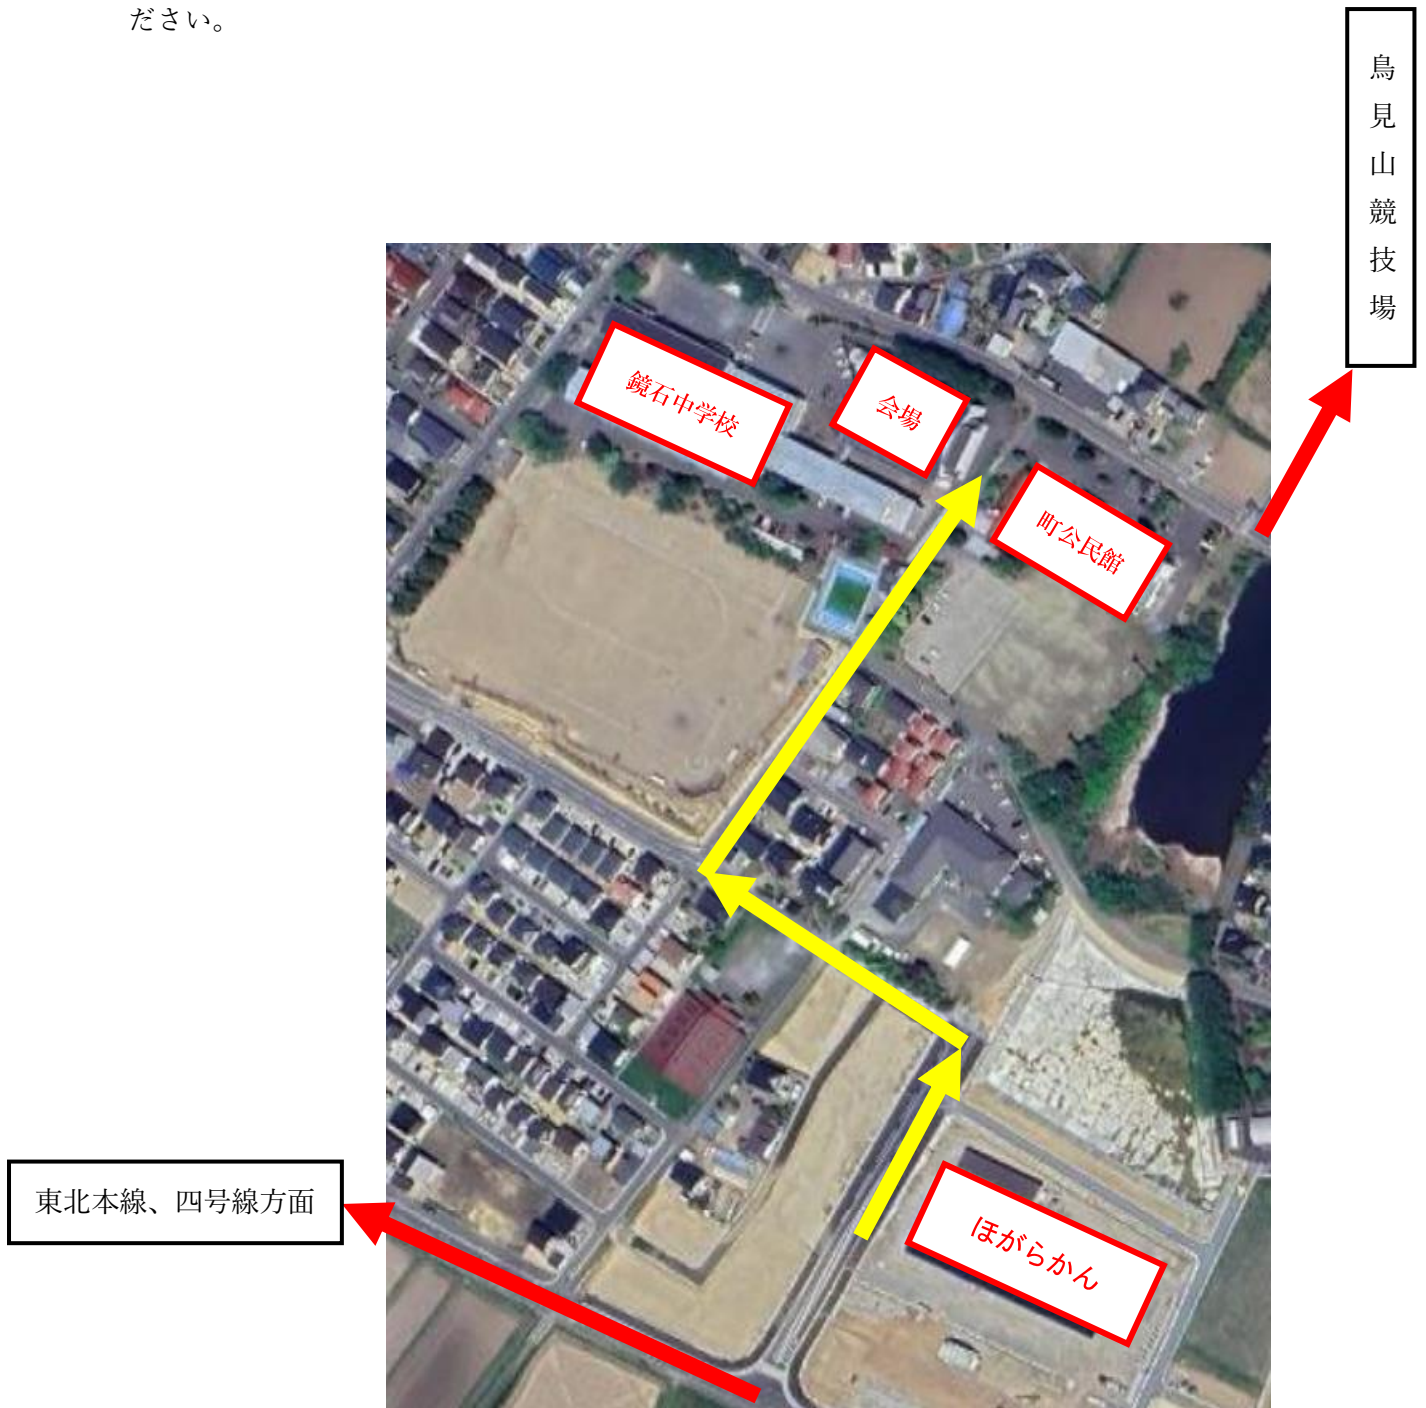 ださい。
鳥見山競技場
鏡石中学校
会場
町公民館
東北本線、四号線方面
ほがらかん